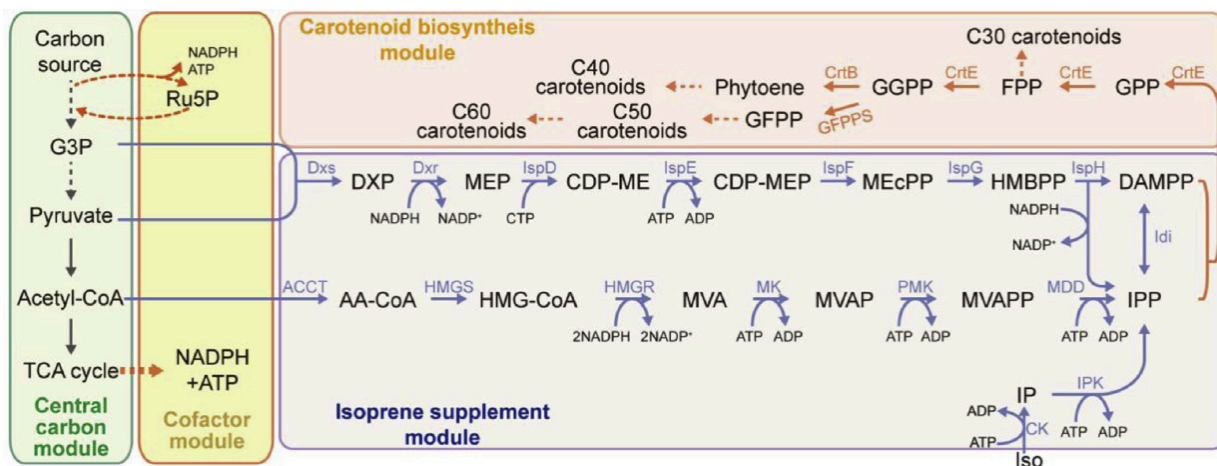 Carbon
source
G3P
Pyruvate
Acetyl-CoA
TCA cycle
Central
carbon
module
NADPH
ATP
Ru5P
NADPH
+ATP
Cofactor
module
Carotenoid biosyntheis
module
C30 carotenoids
C40
carotenoids
Phytoene
CrtB
GGPP
CrtE
FPP
CrtE
GPP
CrtE
C60
carotenoids
C50
carotenoids
GFPP
GFPPS
Dxs
DXP
Dxr
MEP
IspD
CDP-ME
IspE
CDP-MEP
IspF
MEcPP
IspG
HMBPP
IspH
DAMPP
NADPH
NADP+
CTP
ATP
ADP
NADPH
NADP+
Idi
ACCT
AA-CoA
HMGS
HMG-CoA
HMGR
MVA
MK
MVAP
PMK
MVAPP
MDD
IPP
2NADPH
2NADP+
ATP
ADP
ATP
ADP
ATP
ADP
Isoprene supplement
module
IP
IPK
ADP
ATP
CK
ATP
ADP
Iso